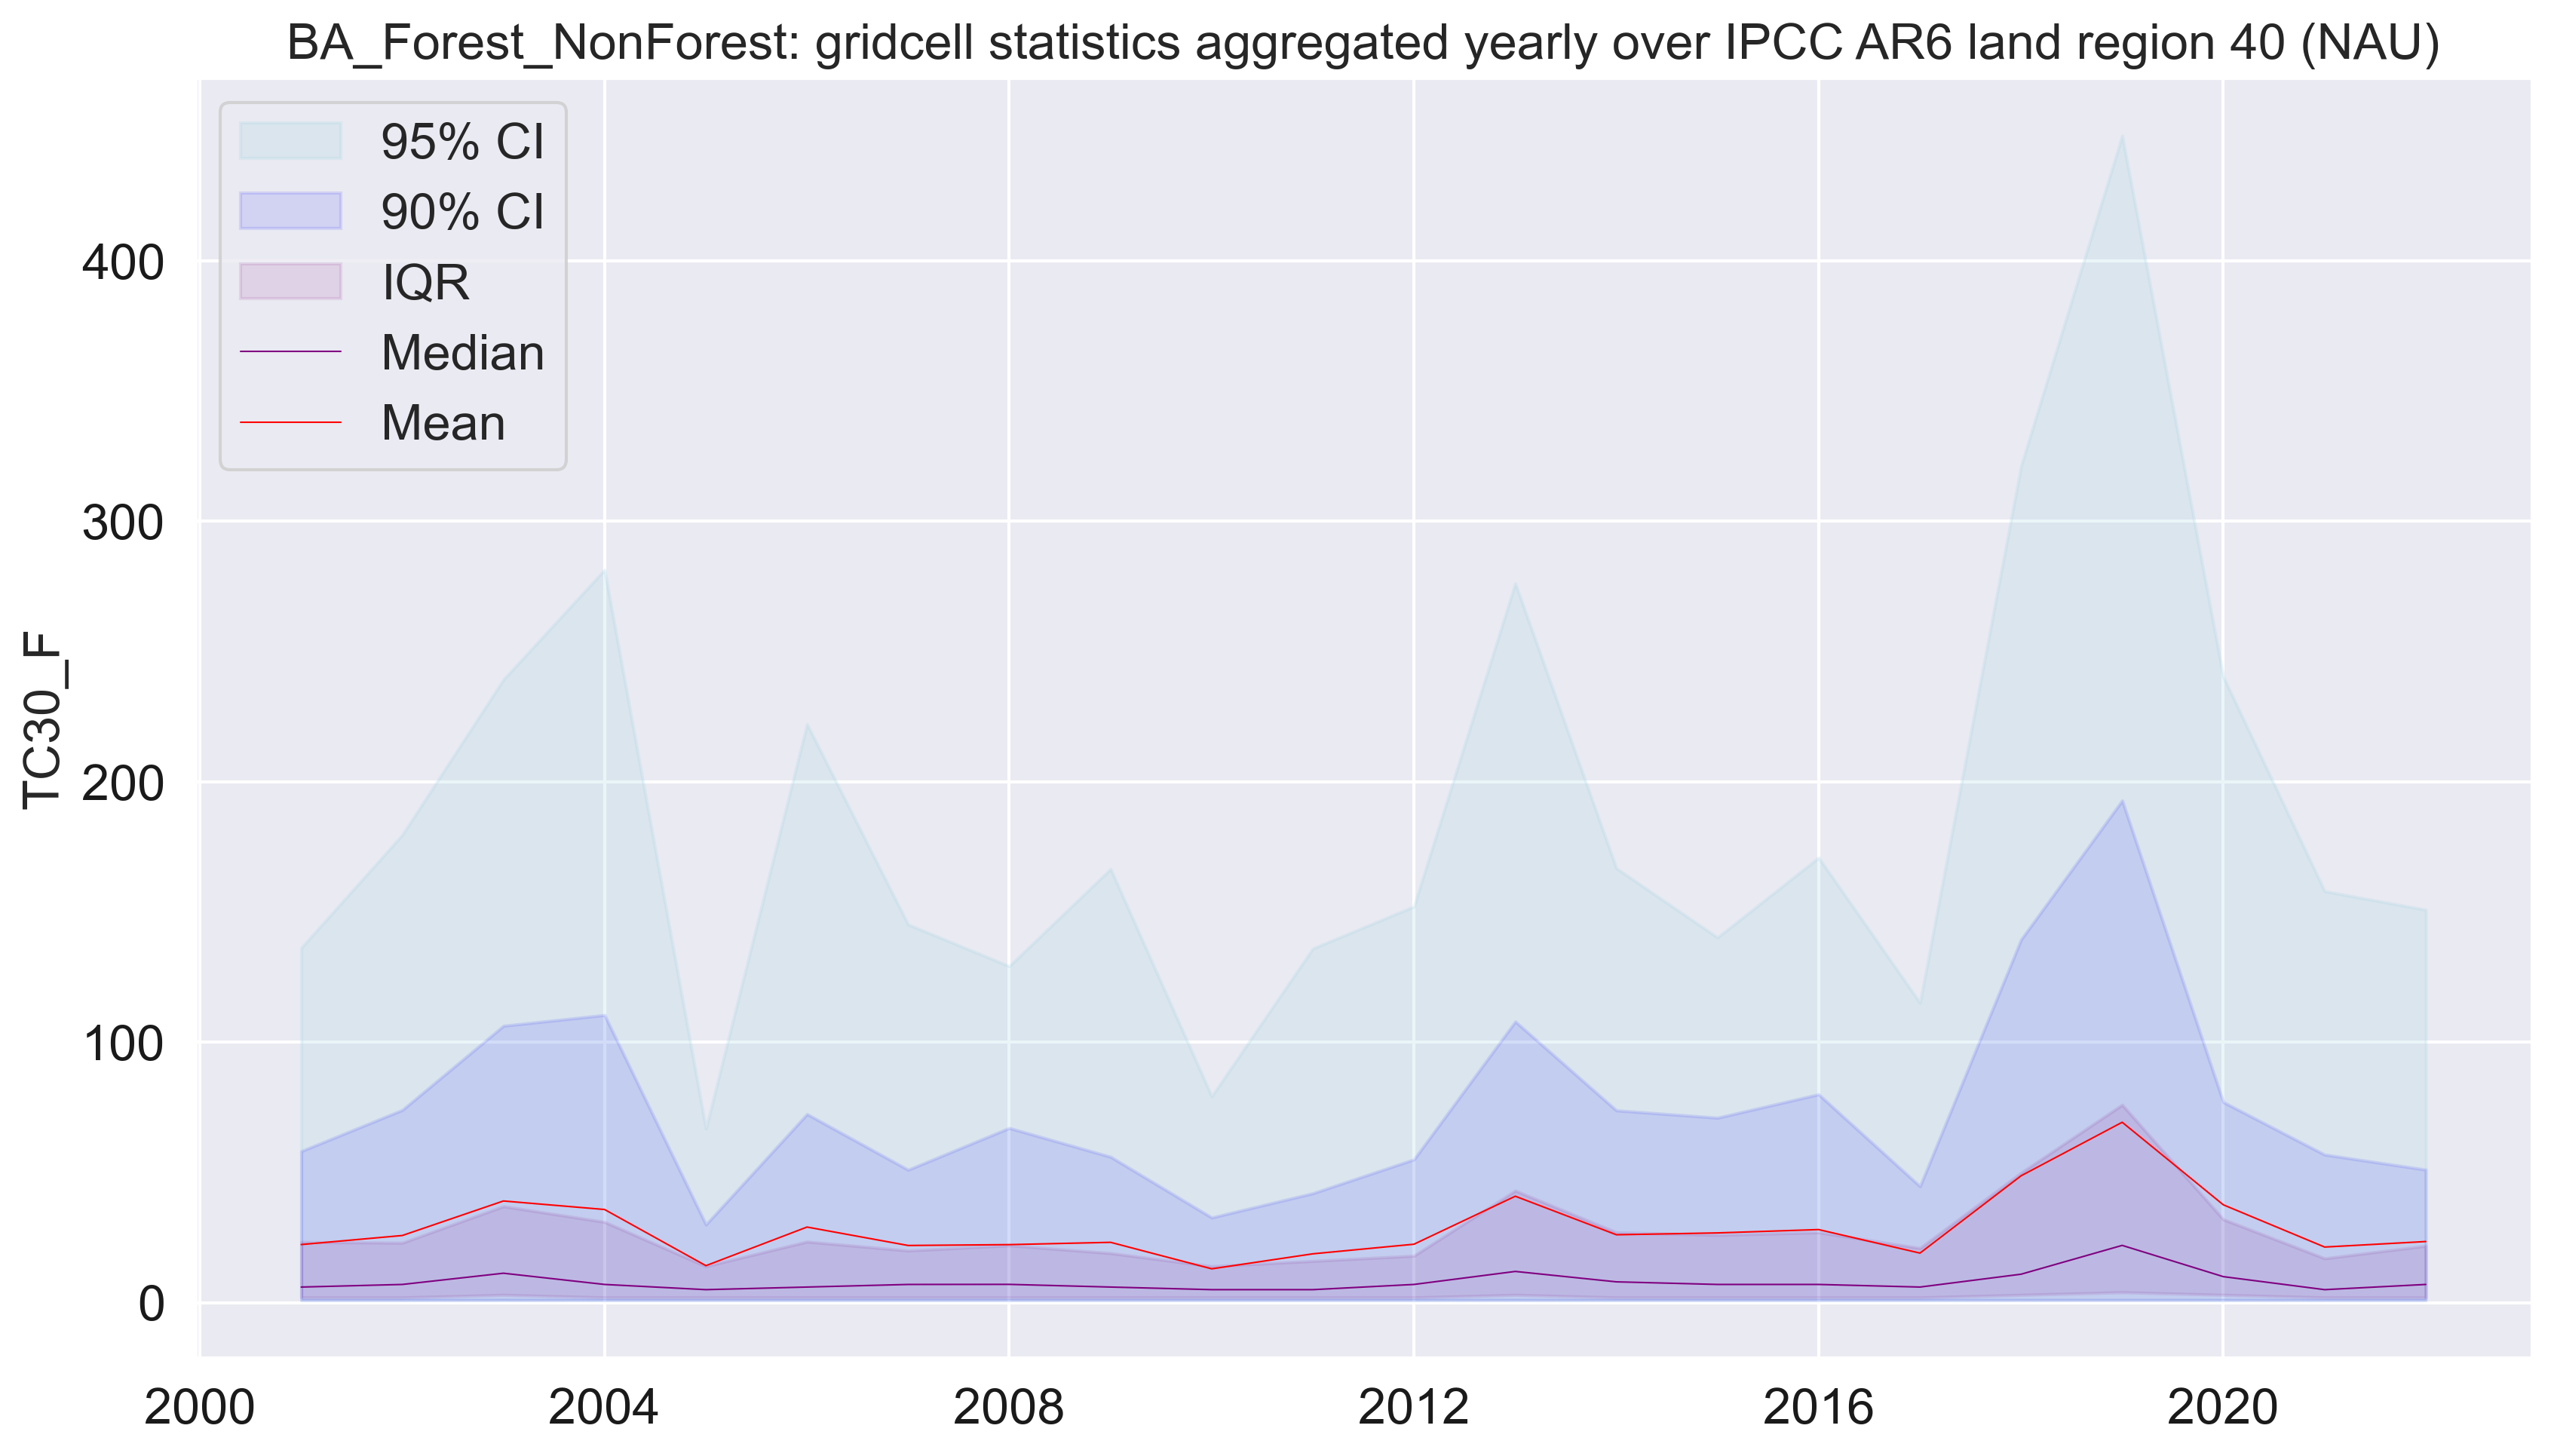 BA_Forest_NonForest: gridcell statistics aggregated yearly over IPCC AR6 land region 40 (NAU)
95% CI
90% CI
IQR
Median
Mean
TC30_F
400
300
200
100
0
2000 2004 2008 2012 2016 2020